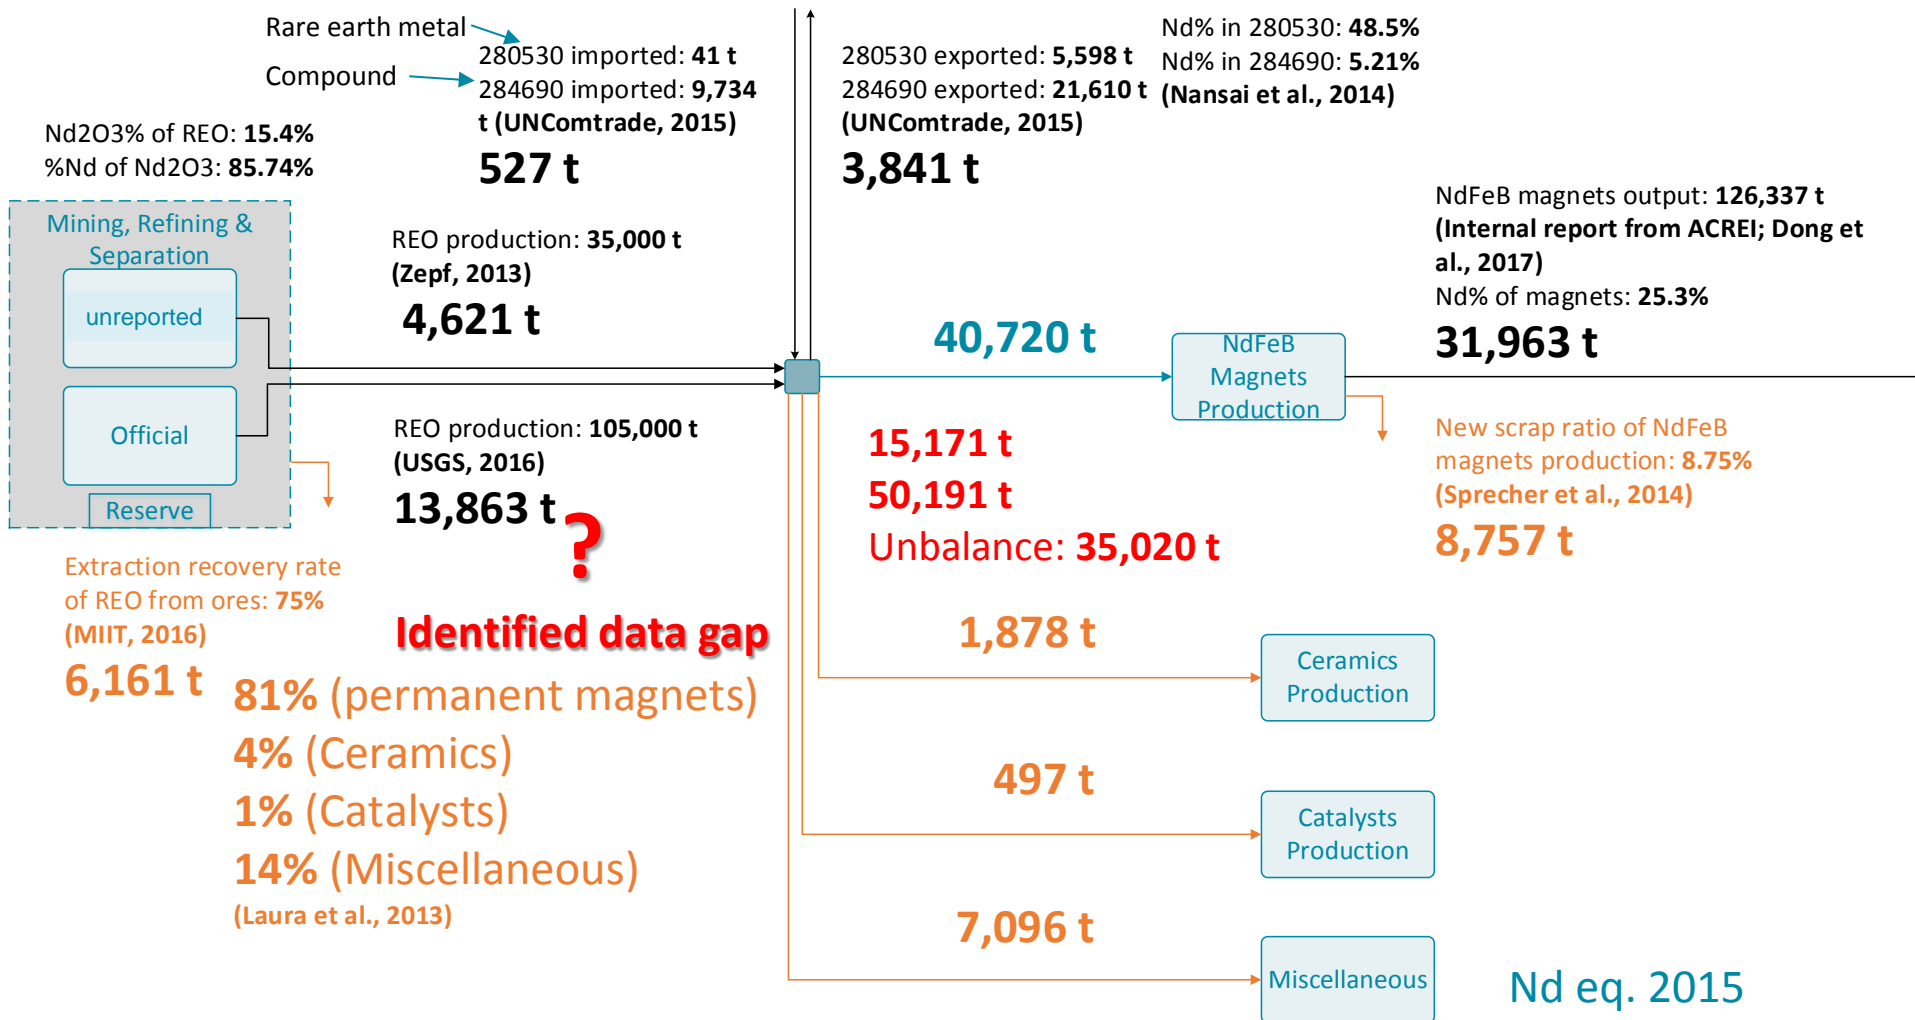 Rare earth metal
Compound
280530 imported: 41 t
284690 imported: 9,734
t (UNComtrade, 2015)
527 t
280530 exported: 5,598 t
284690 exported: 21,610 t
(UNComtrade, 2015)
3,841 t
Nd% in 280530: 48.5%
Nd% in 284690: 5.21%
(Nansai et al., 2014)
Nd2O3% of REO: 15.4%
%Nd of Nd2O3: 85.74%
Mining, Refining &
Separation
unreported
Official
Reserve
REO production: 35,000 t
(Zepf, 2013)
4,621 t
REO production: 105,000 t
(USGS, 2016)
13,863 t
?
Identified data gap
40,720 t
NdFeB
Magnets
Production
NdFeB magnets output: 126,337 t
(Internal report from ACREI; Dong et
al., 2017)
Nd% of magnets: 25.3%
31,963 t
15,171 t
50,191 t
Unbalance: 35,020 t
New scrap ratio of NdFeB
magnets production: 8.75%
(Sprecher et al., 2014)
8,757 t
Extraction recovery rate
of REO from ores: 75%
(MIIT, 2016)
6,161 t
81% (permanent magnets)
4% (Ceramics)
1% (Catalysts)
14% (Miscellaneous)
(Laura et al., 2013)
1,878 t
Ceramics
Production
497 t
Catalysts
Production
7,096 t
Miscellaneous
Nd eq. 2015